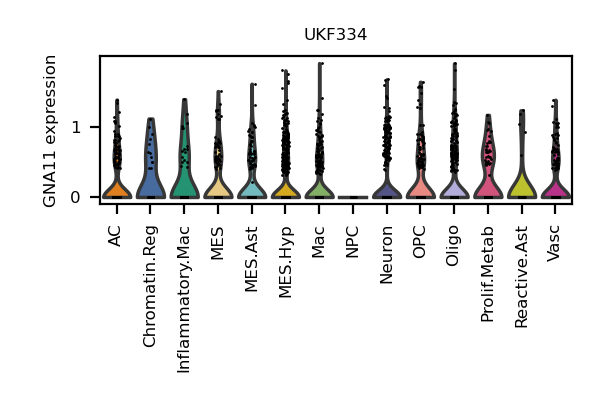 UKF334
GNA11 expression
1
0
AC
Chromatin.Reg
Inflammatory.Mac
MES
MES.Ast
MES.Hyp
Mac
NPC
Neuron
OPC
Oligo
Prolif.Metab
Reactive.Ast
Vasc